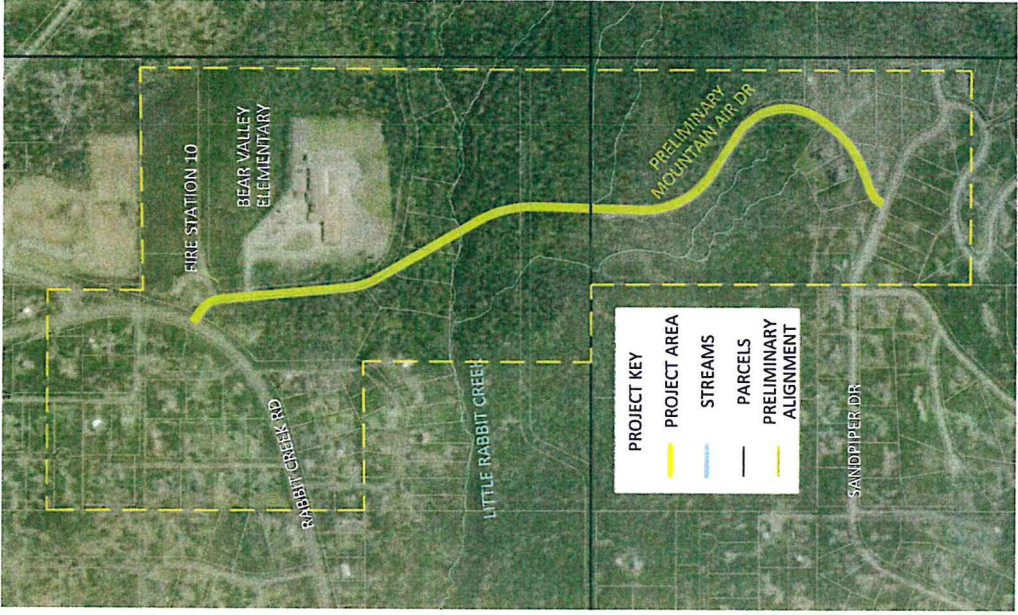 FIRE STATION 10
BEAR VALLEY
ELEMENTARY
PRELIMINARY
MOUNTAIN AIR DR
RABBIT CREEK RD
LITTLE RABBIT CREEK
PROJECT KEY
PROJECT AREA
STREAMS
PARCELS
PRELIMINARY
ALIGNMENT
SANDPIPER DR